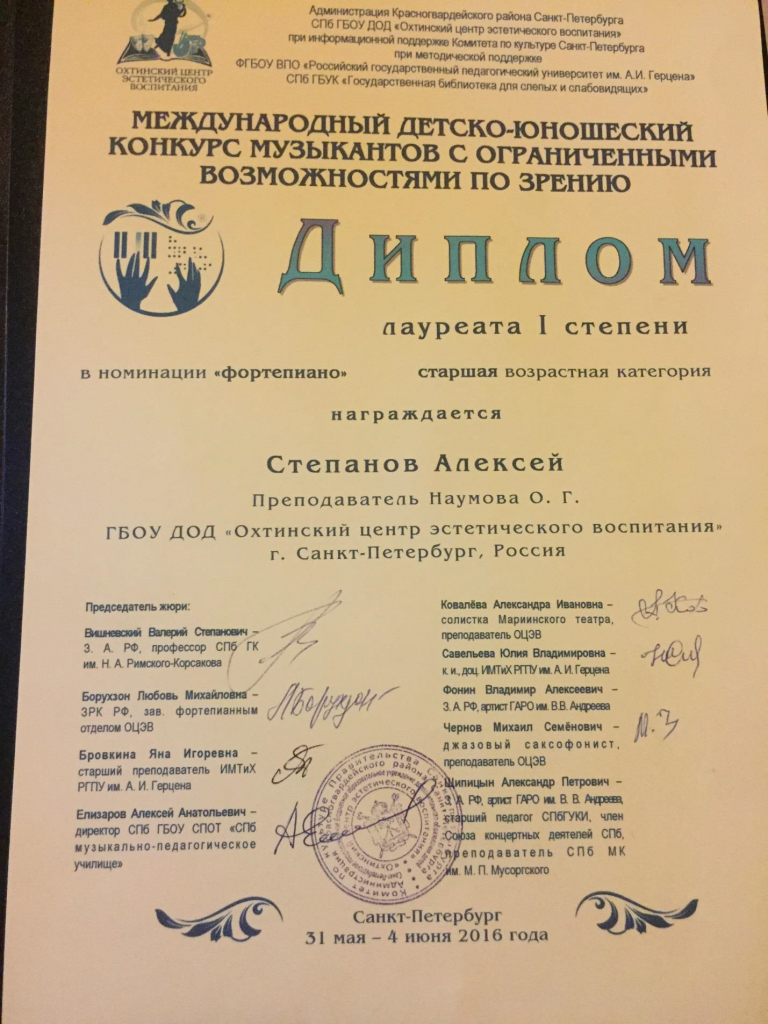 ОХТИНСКИЙ ЦЕНТР
ЭСТЕТИЧЕСКОГО
ВОСПИТАНИЯ
Администрация Красногвардейского района Санкт-Петербурга
СПб ГБОУ ДОД «Охтинский центр эстетического воспитания»
при информационной поддержке Комитета по культуре Санкт-Петербурга
при методической поддержке
ФГБОУ ВПО «Российский государственный педагогический университет им. А.И. Герцена»
СПб ГБУК «Государственная библиотека для слепых и слабовидящих»
МЕЖДУНАРОДНЫЙ ДЕТСКО-ЮНОШЕСКИЙ
КОНКУРС МУЗЫКАНТОВ С ОГРАНИЧЕННЫМИ
ВОЗМОЖНОСТЯМИ ПО ЗРЕНИЮ
ДИПЛОМ
лауреата I степени
в номинации «фортепиано» старшая возрастная категория
награждается
Степанов Алексей
Преподаватель Наумова О. Г.
ГБОУ ДОД «Охтинский центр эстетического воспитания»
г. Санкт-Петербург, Россия
Председатель жюри:
Вишневский Валерий Степанович –
З. А. РФ, профессор СПб ГК
им. Н. А. Римского-Корсакова
Борухзон Любовь Михайловна –
ЗРК РФ, зав. фортепианным
отделом ОЦЭВ
Бровкина Яна Игоревна –
старший преподаватель ИМТиХ
РГПУ им. А. И. Герцена
Елизаров Алексей Анатольевич –
директор СПб ГБОУ СПОТ «СПб
музыкально-педагогическое
училище»
Ковалёва Александра Ивановна –
солистка Мариинского театра,
преподаватель ОЦЭВ
Савельева Юлия Владимировна –
к. и., доц. ИМТиХ РГПУ им. А. И. Герцена
Фонин Владимир Алексеевич –
З. А. РФ, артист ГАРО им. В.В. Андреева
Чернов Михаил Семёнович –
джазовый саксофонист,
преподаватель ОЦЭВ
Щипицын Александр Петрович –
З. А. РФ, артист ГАРО им. В. В. Андреева,
старший педагог СПбГУКИ, член
Союза концертных деятелей СПб,
преподаватель СПб МК
им. М. П. Мусоргского
Санкт-Петербург
31 мая – 4 июня 2016 года